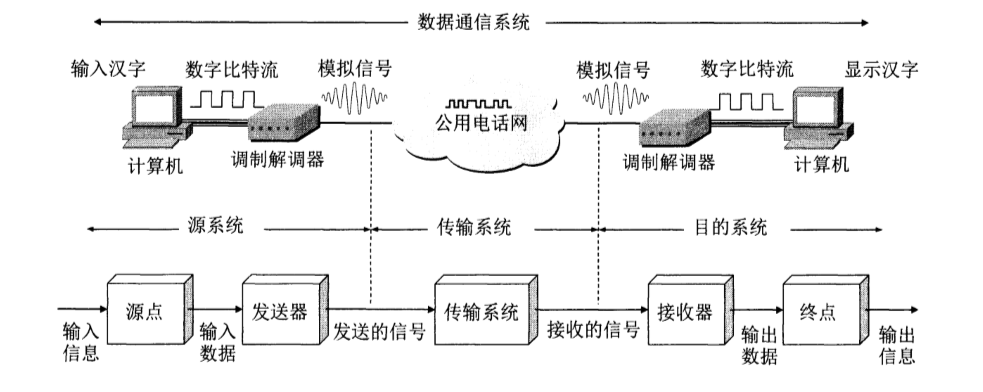 数据通信系统
输入汉字 数字比特流 模拟信号 模拟信号 数字比特流 显示汉字
公用电话网
计算机 调制解调器 调制解调器 计算机
源系统 传输系统 目的系统
源点 发送器 传输系统 接收器 终点
输入 输入 发送的信号 接收的信号 输出 输出
信息 数据 数据 信息